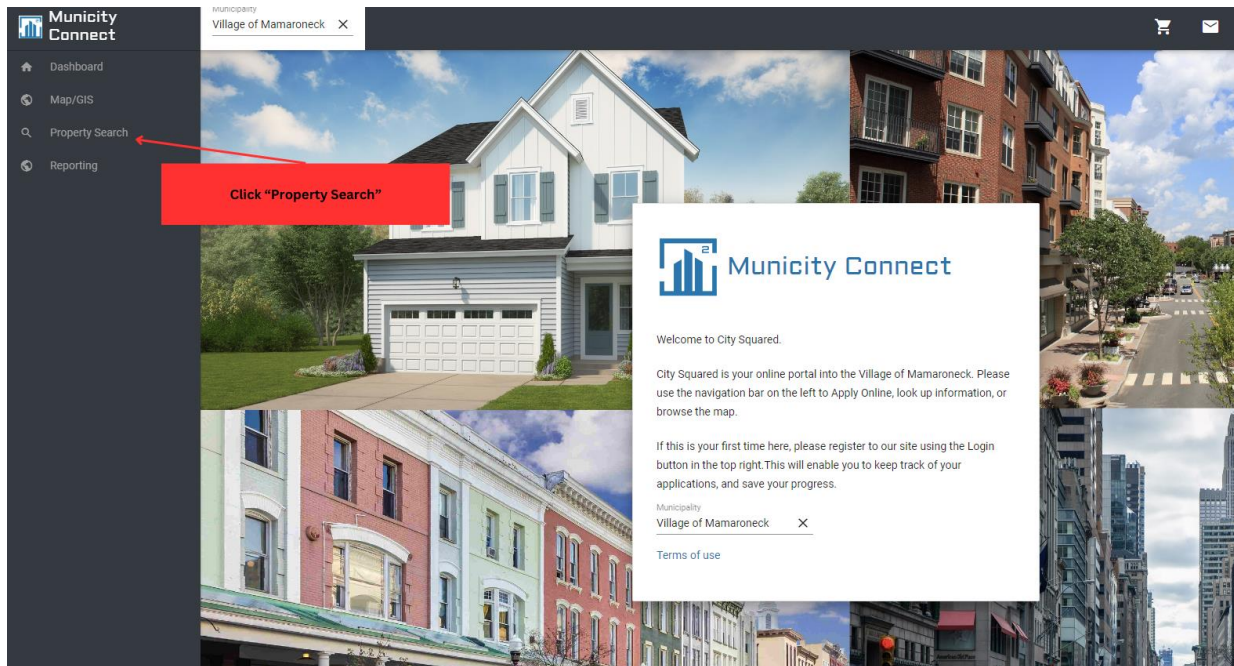 Municity
Connect
Municipality
Village of Mamaroneck
Dashboard
Map/GIS
Property Search
Reporting
Click “Property Search”
2
Municity Connect
Welcome to City Squared.
City Squared is your online portal into the Village of Mamaroneck. Please
use the navigation bar on the left to Apply Online, look up information, or
browse the map.
If this is your first time here, please register to our site using the Login
button in the top right.This will enable you to keep track of your
applications, and save your progress.
Municipality
Village of Mamaroneck
Terms of use